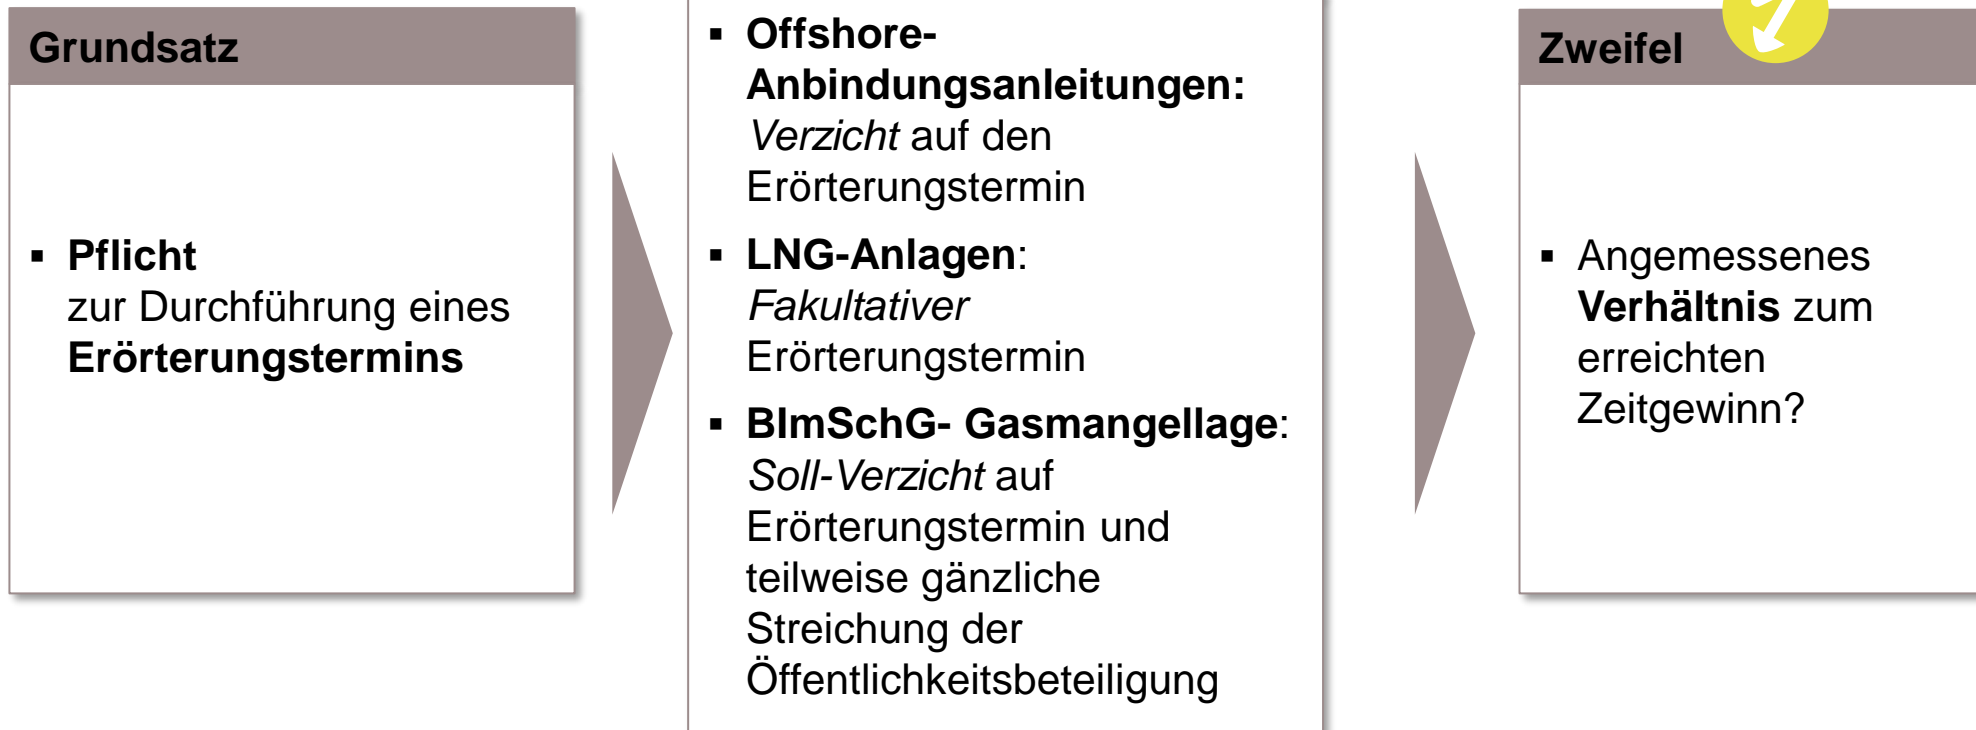 Grundsatz
▪ Pflicht
zur Durchführung eines
Erörterungstermins
▪ Offshore-
Anbindungsanleitungen:
Verzicht auf den
Erörterungstermin
▪ LNG-Anlagen:
Fakultativer
Erörterungstermin
▪ BImSchG- Gasmangellage:
Soll-Verzicht auf
Erörterungstermin und
teilweise gänzliche
Streichung der
Öffentlichkeitsbeteiligung
Zweifel
▪ Angemessenes
Verhältnis zum
erreichten
Zeitgewinn?